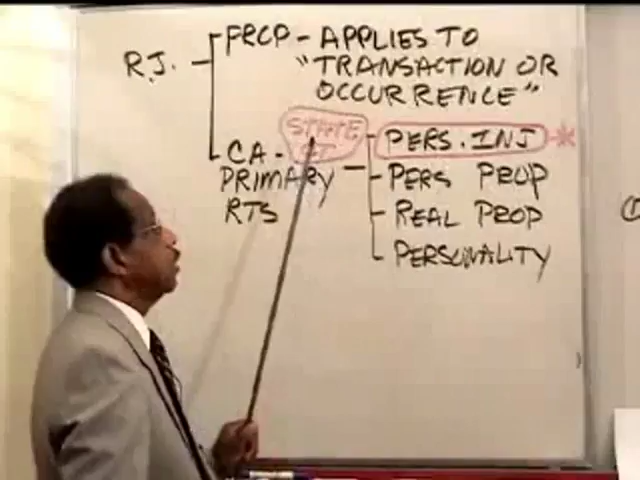 R.J.
FRCP - APPLIES TO
"TRANSACTION OR
OCCURRENCE"
STATE
CT
CA -
PRIMARY
RTS
PERS. INJ
PERS PROP
REAL PROP
PERSONALITY